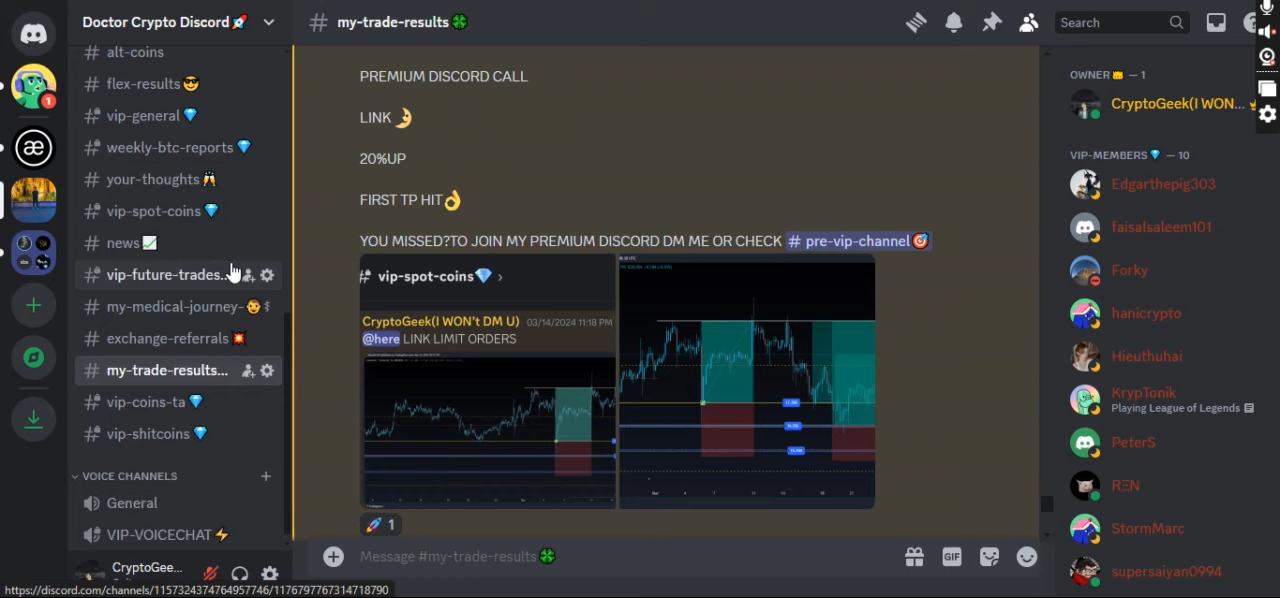 Doctor Crypto Discord🚀
alt-coins
flex-results😎
vip-general💎
weekly-btc-reports💎
your-thoughts🥂
vip-spot-coins💎
news💹
vip-future-trades...
my-medical-journey-👨⚕
exchange-referrals💥
my-trade-results...
vip-coins-ta💎
vip-shitcoins💎
VOICE CHANNELS
General
VIP-VOICECHAT⚡
CryptoGee...
https://discord.com/channels/1157324374764957746/1176797767314718790
1
æ
# my-trade-results🍀
Search
PREMIUM DISCORD CALL
LINK🌛
20%UP
FIRST TP HIT👌
YOU MISSED?TO JOIN MY PREMIUM DISCORD DM ME OR CHECK # pre-vip-channel🎯
# vip-spot-coins💎 ›
CryptoGeek(I WON't DM U) 03/14/2024 11:18 PM
@here LINK LIMIT ORDERS
🚀 1
Message #my-trade-results🍀
GIF
OWNER👑 — 1
CryptoGeek(I WON...
VIP-MEMBERS💎 — 10
Edgarthepig303
faisalsaleem101
Forky
hanicrypto
Hieuthuhai
KrypTonik
Playing League of Legends
PeterS
RΞN
StormMarc
supersaiyan0994